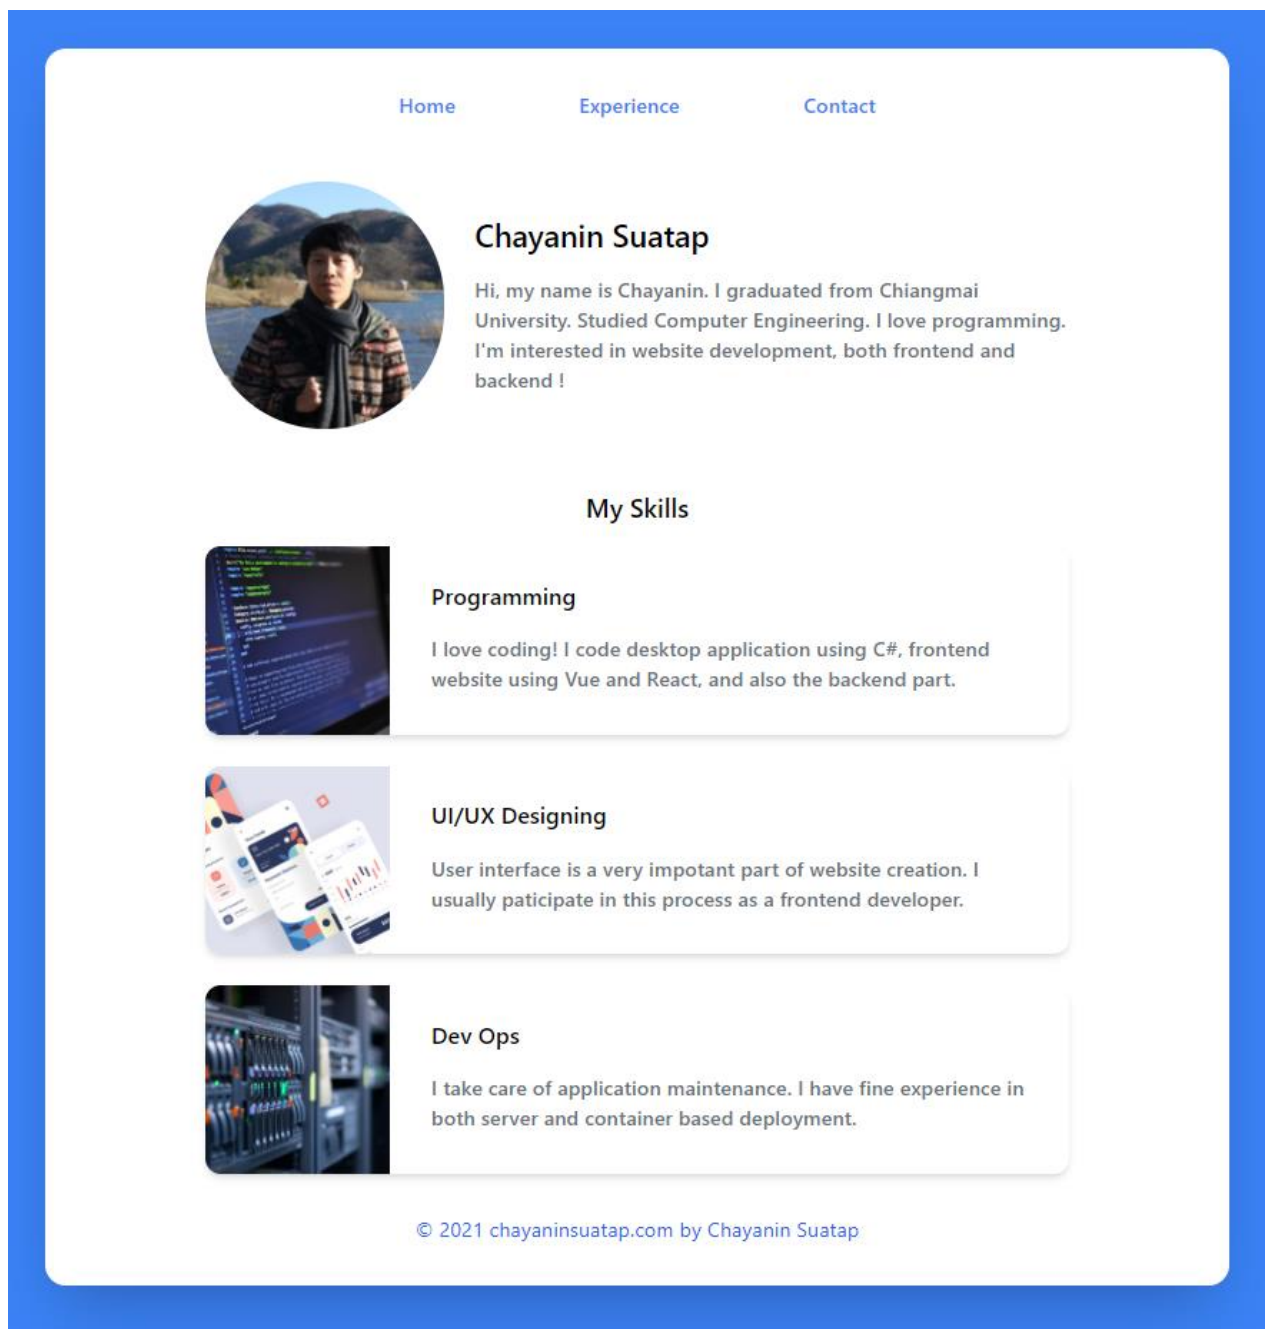 Home Experience Contact
Chayanin Suatap
Hi, my name is Chayanin. I graduated from Chiangmai
University. Studied Computer Engineering. I love programming.
I'm interested in website development, both frontend and
backend !
My Skills
Programming
I love coding! I code desktop application using C#, frontend
website using Vue and React, and also the backend part.
UI/UX Designing
User interface is a very impotant part of website creation. I
usually paticipate in this process as a frontend developer.
Dev Ops
I take care of application maintenance. I have fine experience in
both server and container based deployment.
© 2021 chayaninsuatap.com by Chayanin Suatap